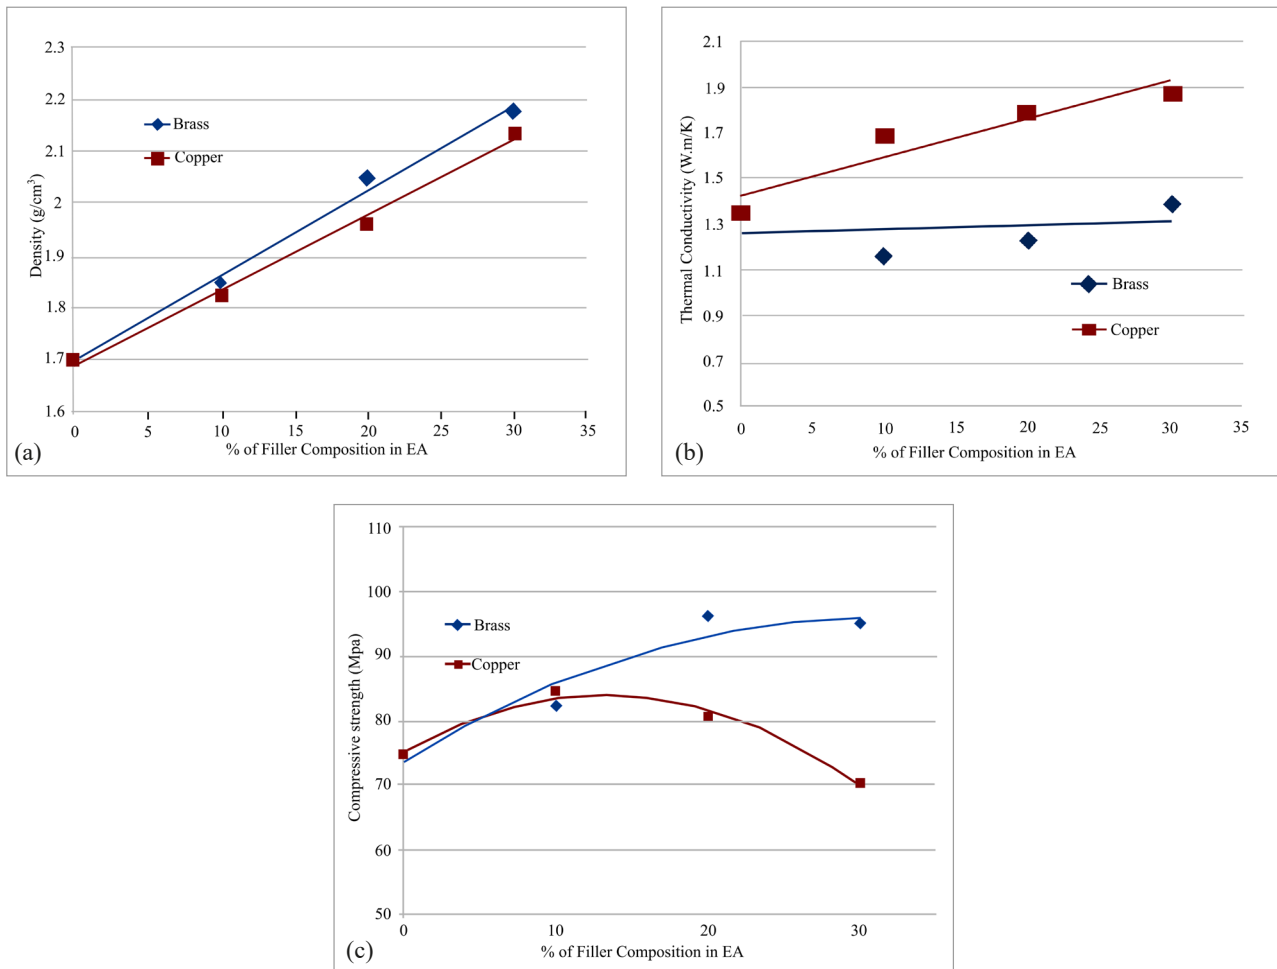 2.3
2.2
2.1
2
1.9
1.8
1.7
1.6
Density (g/cm³)
Brass
Copper
0 5 10 15 20 25 30 35
% of Filler Composition in EA
(a)
2.1
1.9
1.7
1.5
1.3
1.1
0.9
0.7
0.5
Thermal Conductivity (W.m/K)
Brass
Copper
0 5 10 15 20 25 30 35
% of Filler Composition in EA
(b)
110
100
90
80
70
60
50
Compressive strength (Mpa)
Brass
Copper
0 10 20 30
% of Filler Composition in EA
(c)